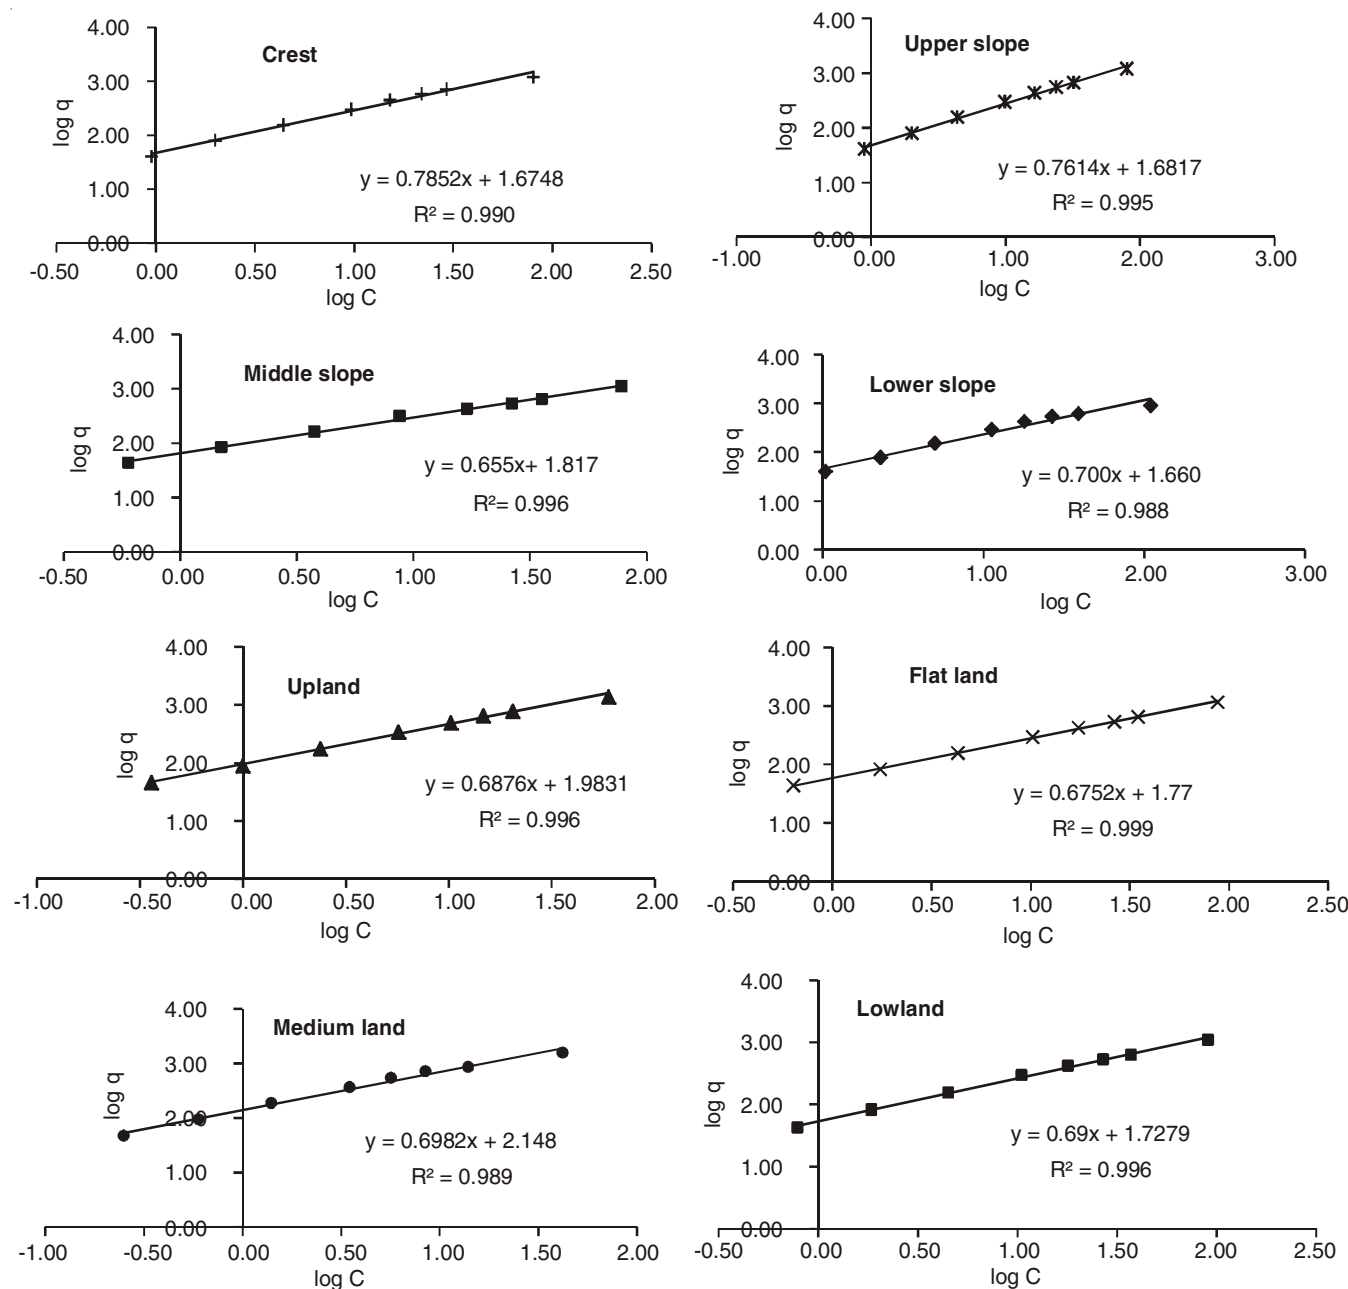 Crest
4.00
3.00
2.00
1.00
0.00
log q
y = 0.7852x + 1.6748
R² = 0.990
-0.50 0.00 0.50 1.00 1.50 2.00 2.50
log C
Upper slope
4.00
3.00
2.00
1.00
0.00
log q
y = 0.7614x + 1.6817
R² = 0.995
-1.00 0.00 1.00 2.00 3.00
log C
Middle slope
4.00
3.00
2.00
1.00
0.00
log q
y = 0.655x+ 1.817
R²= 0.996
-0.50 0.00 0.50 1.00 1.50 2.00
log C
Lower slope
4.00
3.00
2.00
1.00
0.00
log q
y = 0.700x + 1.660
R² = 0.988
0.00 1.00 2.00 3.00
log C
Upland
4.00
3.00
2.00
1.00
0.00
log q
y = 0.6876x + 1.9831
R² = 0.996
-1.00 -0.50 0.00 0.50 1.00 1.50 2.00
log C
Flat land
4.00
3.00
2.00
1.00
0.00
log q
y = 0.6752x + 1.77
R² = 0.999
-0.50 0.00 0.50 1.00 1.50 2.00 2.50
log C
Medium land
4.00
3.00
2.00
1.00
0.00
log q
y = 0.6982x + 2.148
R² = 0.989
-1.00 -0.50 0.00 0.50 1.00 1.50 2.00
log C
Lowland
4.00
3.00
2.00
1.00
0.00
log q
y = 0.69x + 1.7279
R² = 0.996
-0.50 0.00 0.50 1.00 1.50 2.00 2.50
log C